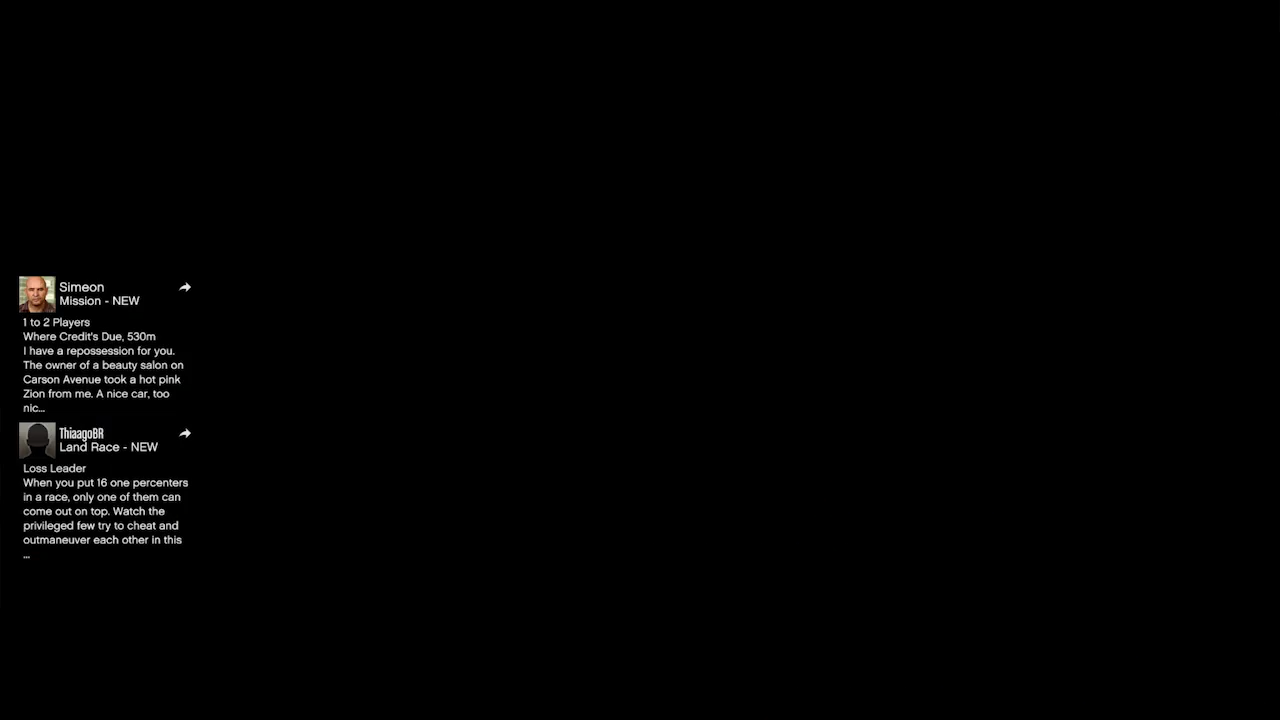 Simeon
Mission - NEW
1 to 2 Players
Where Credit's Due, 530m
I have a repossession for you.
The owner of a beauty salon on
Carson Avenue took a hot pink
Zion from me. A nice car, too
nic...
ThiaagoBR
Land Race - NEW
Loss Leader
When you put 16 one percenters
in a race, only one of them can
come out on top. Watch the
privileged few try to cheat and
outmaneuver each other in this
...